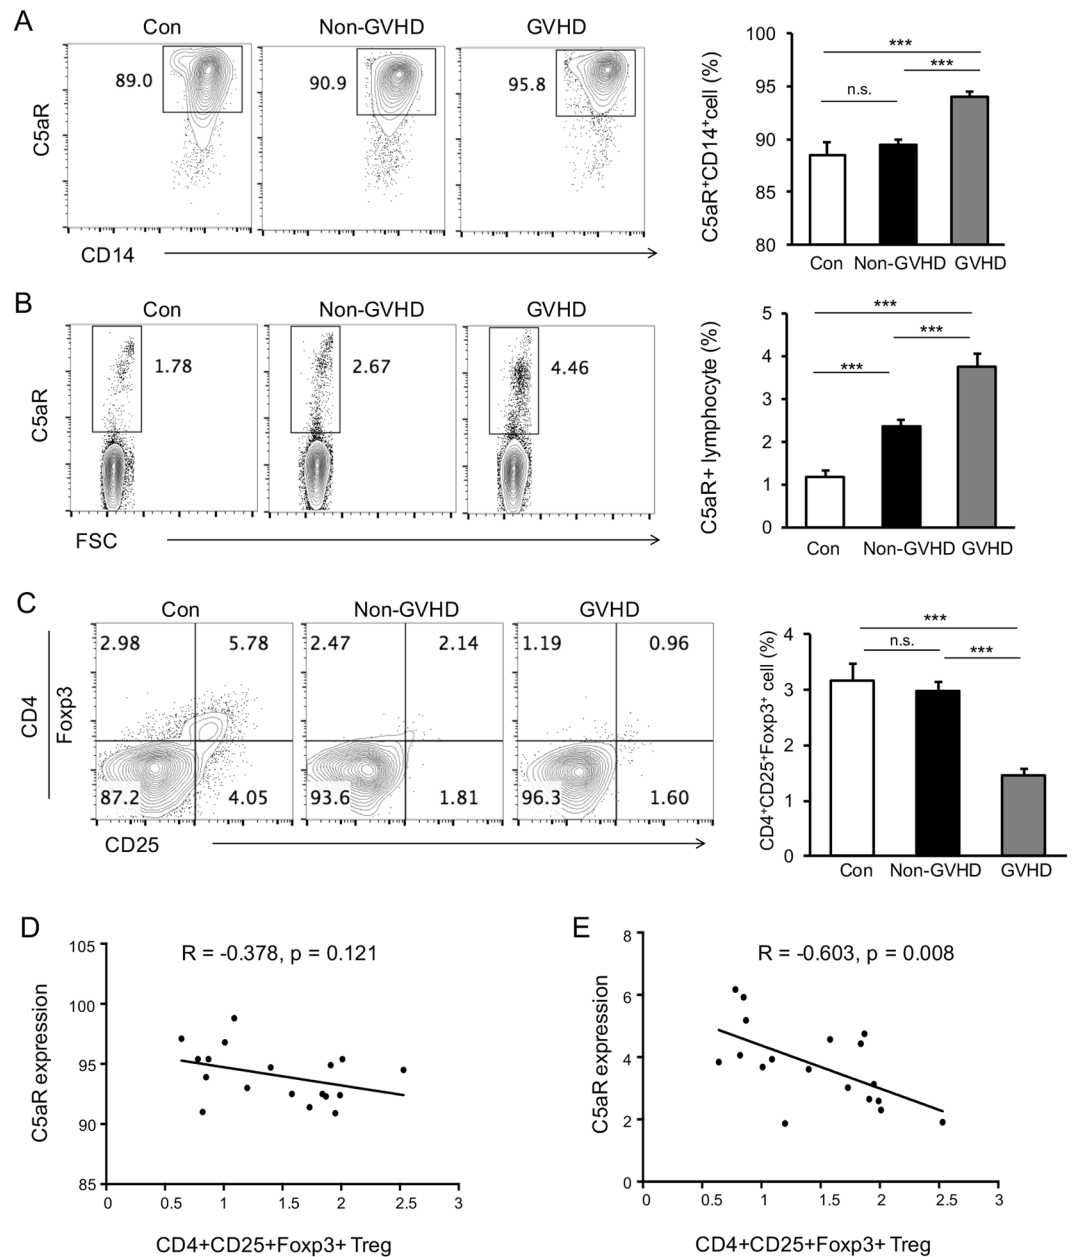 A
Con
Non-GVHD
GVHD
89.0
90.9
95.8
C5aR
CD14
C5aR+CD14+cell (%)
100
95
90
85
80
***
***
n.s.
Con
Non-GVHD
GVHD
B
Con
Non-GVHD
GVHD
1.78
2.67
4.46
C5aR
FSC
C5aR+ lymphocyte (%)
5
4
3
2
1
0
***
***
***
Con
Non-GVHD
GVHD
C
Con
Non-GVHD
GVHD
2.98
5.78
2.47
2.14
1.19
0.96
CD4
Foxp3
87.2
4.05
93.6
1.81
96.3
1.60
CD25
CD4⁺CD25⁺Foxp3⁺ cell (%)
4
3
2
1
0
***
n.s.
***
Con
Non-GVHD
GVHD
D
R = -0.378, p = 0.121
C5aR expression
105
100
95
90
85
0
0.5
1
1.5
2
2.5
3
CD4+CD25+Foxp3+ Treg
E
R = -0.603, p = 0.008
C5aR expression
8
6
4
2
0
0
0.5
1
1.5
2
2.5
3
CD4+CD25+Foxp3+ Treg